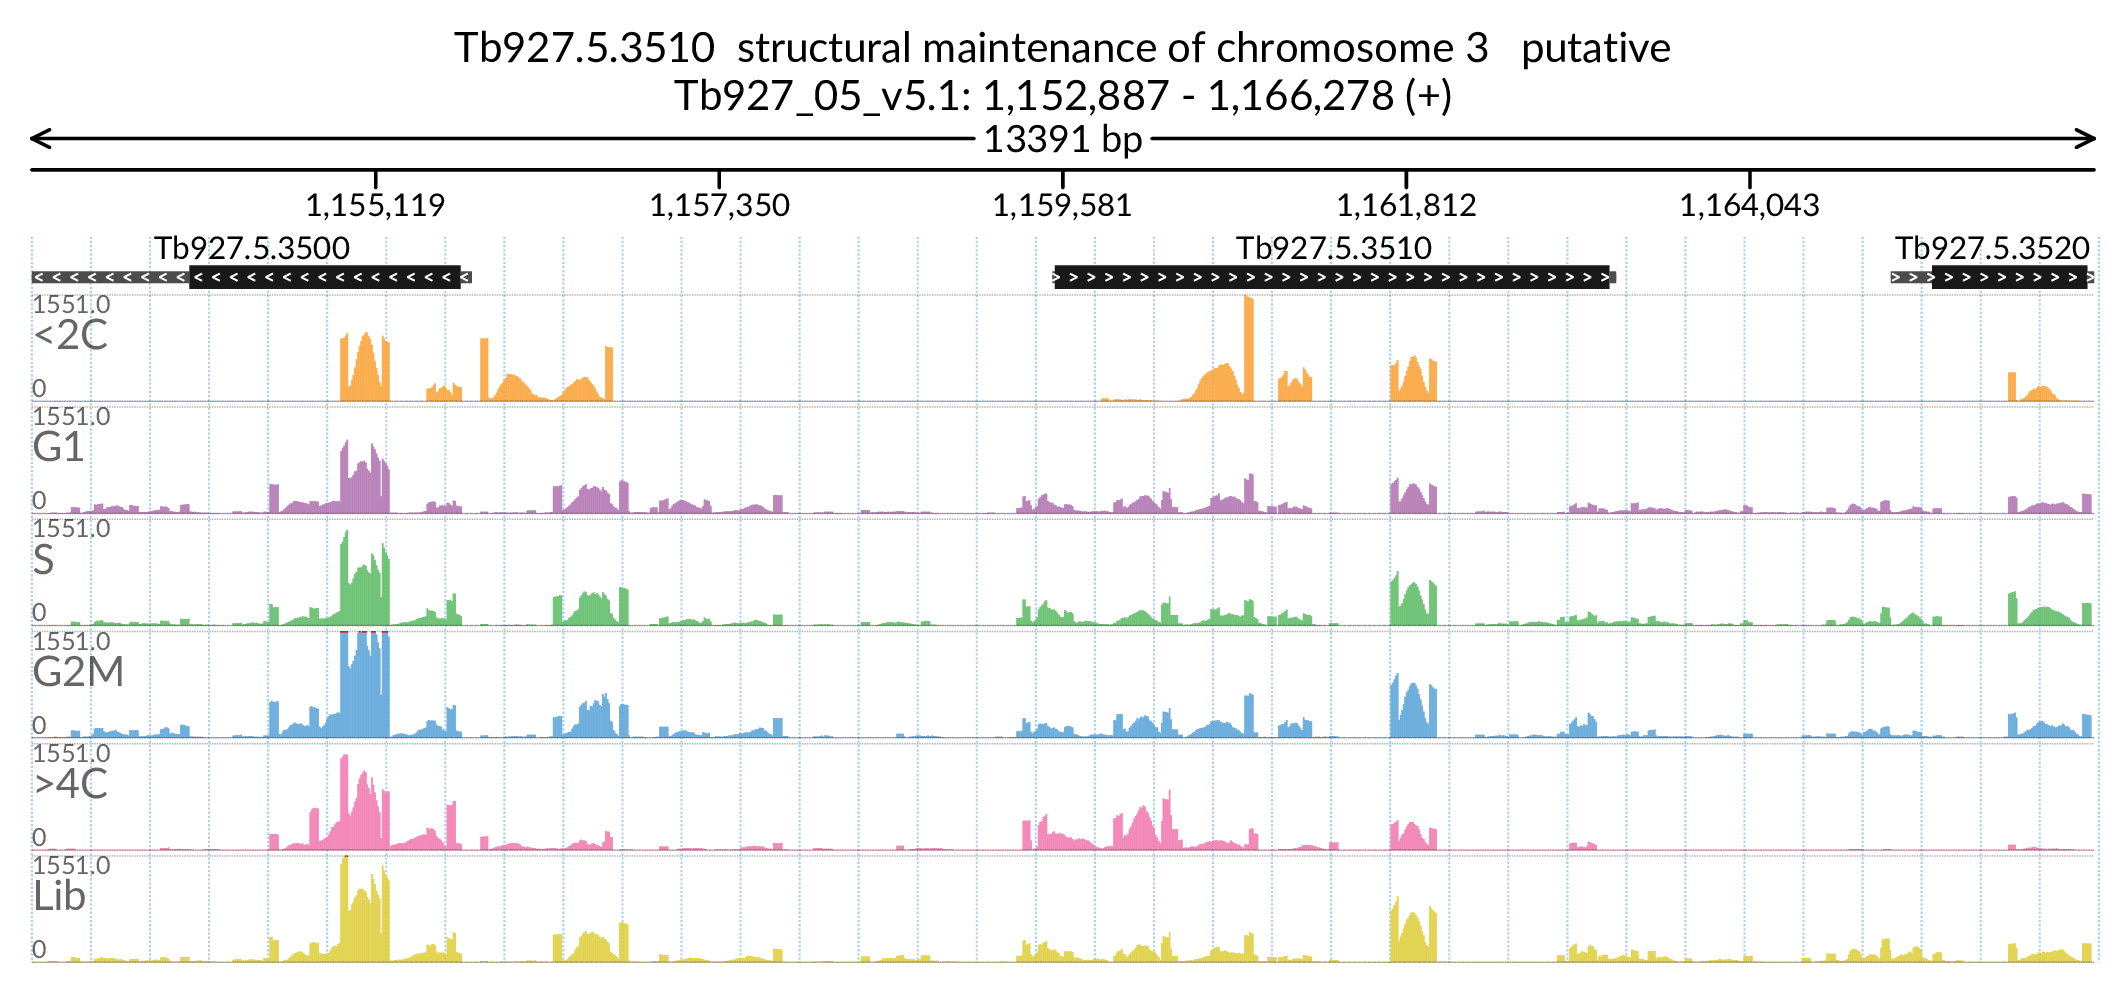 Tb927.5.3510  structural maintenance of chromosome 3   putative
Tb927_05_v5.1: 1,152,887 - 1,166,278 (+)
13391 bp
1,155,119 1,157,350 1,159,581 1,161,812 1,164,043
Tb927.5.3500 Tb927.5.3510 Tb927.5.3520
1551.0
<2C
0
1551.0
G1
0
1551.0
S
0
1551.0
G2M
0
1551.0
>4C
0
1551.0
Lib
0